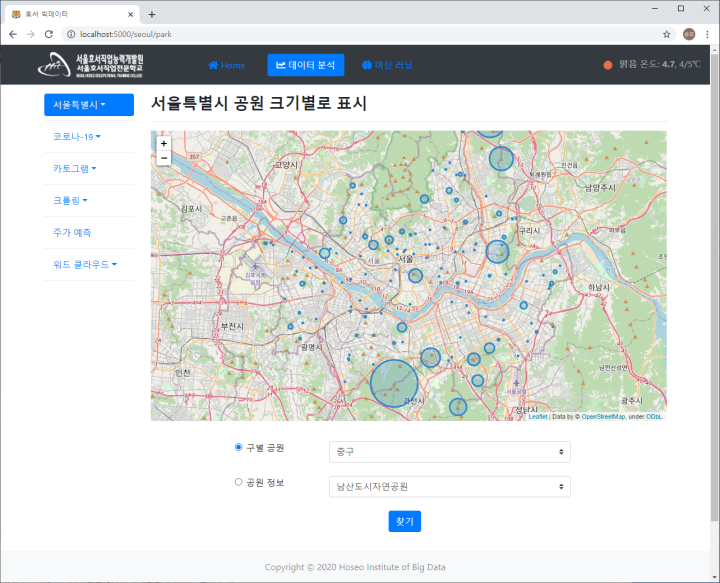 호서 빅데이터
localhost:5000/seoul/park
서울호서직업능력개발원
서울호서직업전문학교
Home
데이터 분석
머신 러닝
맑음 온도: 4.7, 4/5℃
서울특별시
코로나-19
카토그램
크롤링
주가 예측
워드 클라우드
서울특별시 공원 크기별로 표시
+
−
고양시
남양주시
김포시
구리시
서울
서울
하남시
부천시
광명시
인천
과천시
성남시
광주시
Leaflet | Data by © OpenStreetMap, under ODbL.
구별 공원
중구
공원 정보
남산도시자연공원
찾기
Copyright © 2020 Hoseo Institute of Big Data